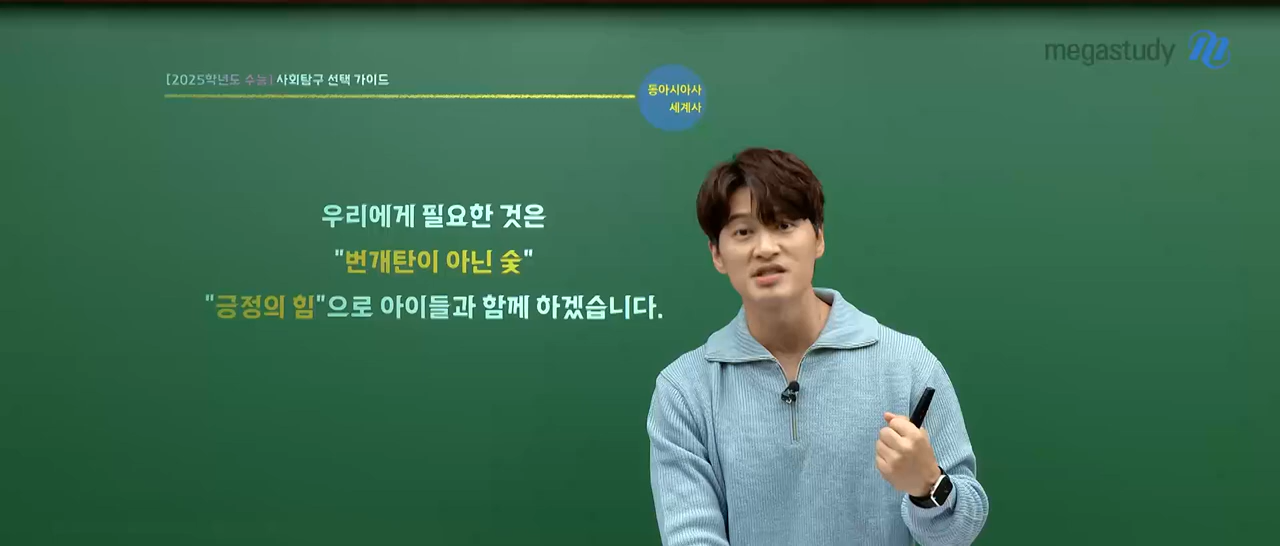 megastudy
[2025학년도 수능] 사회탐구 선택 가이드
동아시아사
세계사
우리에게 필요한 것은
"번개탄이 아닌 숯"
"긍정의 힘"으로 아이들과 함께 하겠습니다.